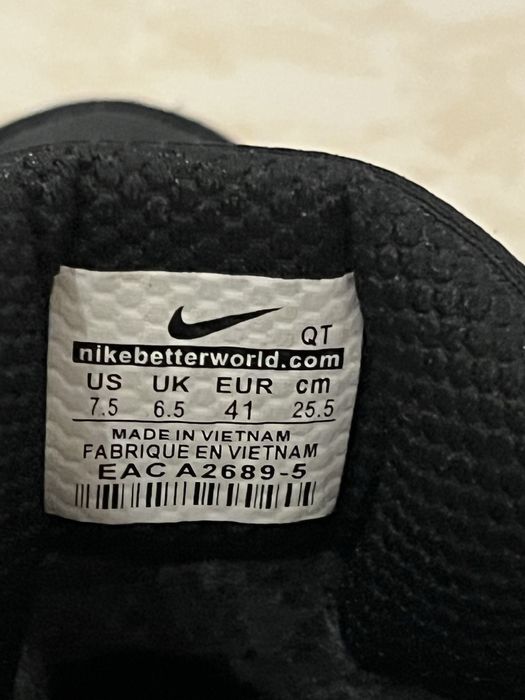 QT
nikebetterworld.com
US UK EUR cm
7.5 6.5 41 25.5
MADE IN VIETNAM
FABRIQUE EN VIETNAM
EAC A2689-5